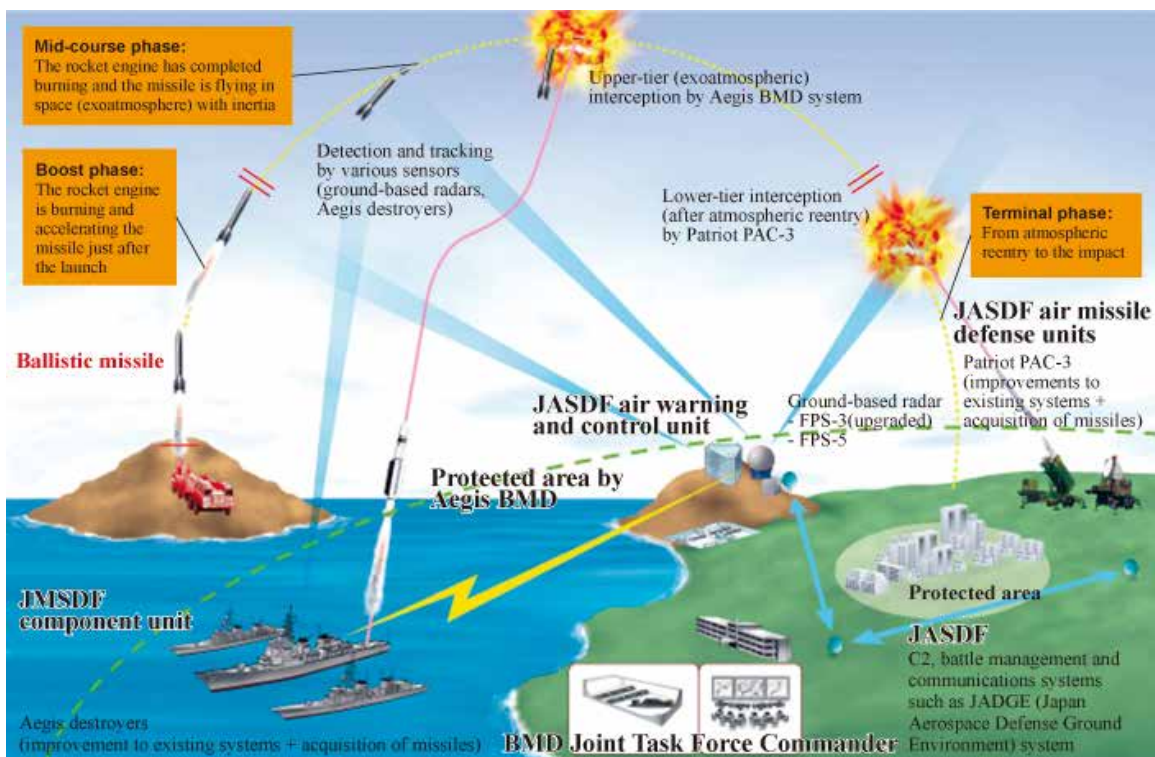 Mid-course phase:
The rocket engine has completed
burning and the missile is flying in
space (exoatmosphere) with inertia
Upper-tier (exoatmospheric)
interception by Aegis BMD system
Boost phase:
The rocket engine
is burning and
accelerating the
missile just after
the launch
Detection and tracking
by various sensors
(ground-based radars,
Aegis destroyers)
Lower-tier interception
(after atmospheric reentry)
by Patriot PAC-3
Terminal phase:
From atmospheric
reentry to the impact
Ballistic missile
JASDF air missile
defense units
Patriot PAC-3
(improvements to
existing systems +
acquisition of missiles)
JASDF air warning
and control unit
Ground-based radar
- FPS-3(upgraded)
- FPS-5
Protected area by
Aegis BMD
JMSDF
component unit
Protected area
JASDF
C2, battle management and
communications systems
such as JADGE (Japan
Aerospace Defense Ground
Environment) system
Aegis destroyers
(improvement to existing systems + acquisition of missiles)
BMD Joint Task Force Commander